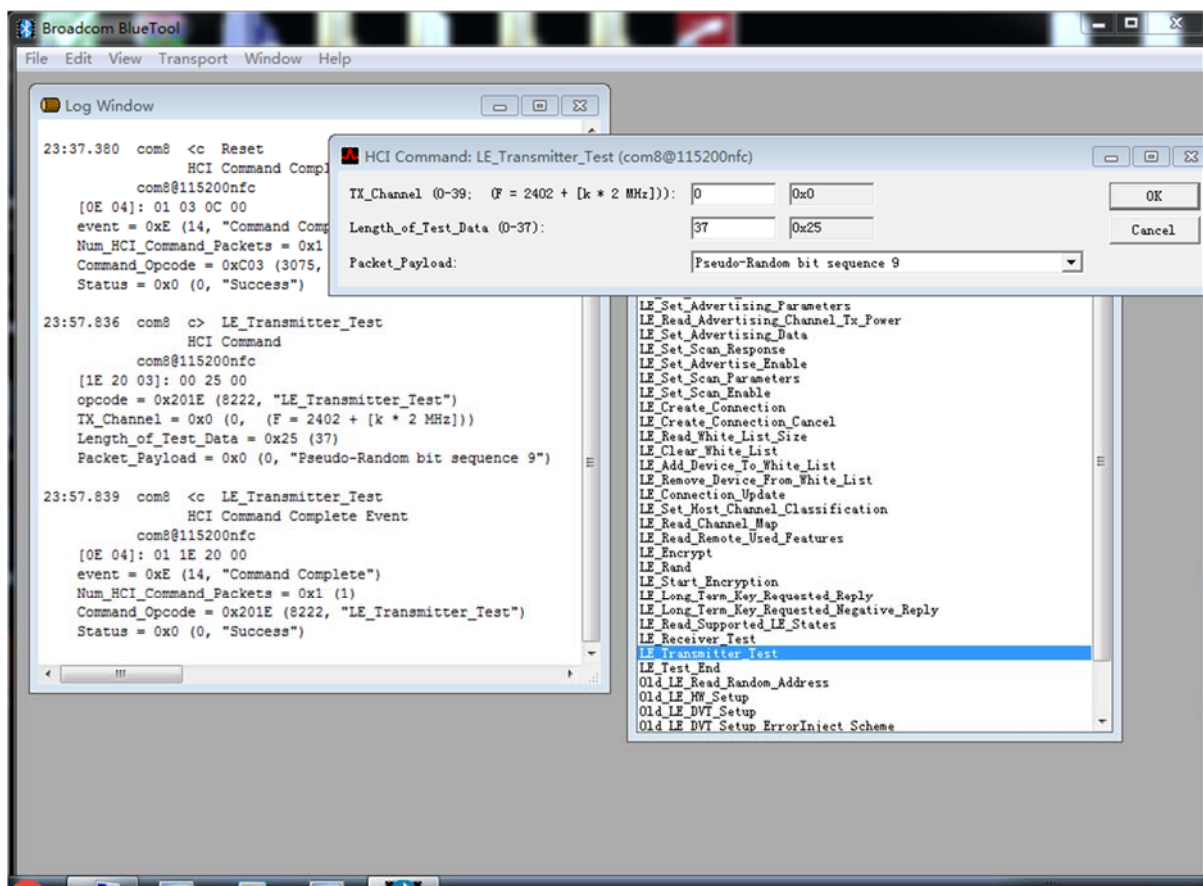 Broadcom BlueTool
File Edit View Transport Window Help
Log Window
23:37.380 com8 <c Reset
HCI Command Compl
com8@115200nfc
[0E 04]: 01 03 0C 00
event = 0xE (14, "Command Comp
Num_HCI_Command_Packets = 0x1
Command_Opcode = 0xC03 (3075,
Status = 0x0 (0, "Success")
23:57.836 com8 c> LE_Transmitter_Test
HCI Command
com8@115200nfc
[1E 20 03]: 00 25 00
opcode = 0x201E (8222, "LE_Transmitter_Test")
TX_Channel = 0x0 (0, (F = 2402 + [k * 2 MHz]))
Length_of_Test_Data = 0x25 (37)
Packet_Payload = 0x0 (0, "Pseudo-Random bit sequence 9")
23:57.839 com8 <c LE_Transmitter_Test
HCI Command Complete Event
com8@115200nfc
[0E 04]: 01 1E 20 00
event = 0xE (14, "Command Complete")
Num_HCI_Command_Packets = 0x1 (1)
Command_Opcode = 0x201E (8222, "LE_Transmitter_Test")
Status = 0x0 (0, "Success")
HCI Command: LE_Transmitter_Test (com8@115200nfc)
TX_Channel (0-39; (F = 2402 + [k * 2 MHz])): 0 0x0
OK
Length_of_Test_Data (0-37): 37 0x25
Cancel
Packet_Payload: Pseudo-Random bit sequence 9
LE_Set_Advertising_Parameters
LE_Read_Advertising_Channel_Tx_Power
LE_Set_Advertising_Data
LE_Set_Scan_Response
LE_Set_Advertise_Enable
LE_Set_Scan_Parameters
LE_Set_Scan_Enable
LE_Create_Connection
LE_Create_Connection_Cancel
LE_Read_White_List_Size
LE_Clear_White_List
LE_Add_Device_To_White_List
LE_Remove_Device_From_White_List
LE_Connection_Update
LE_Set_Host_Channel_Classification
LE_Read_Channel_Map
LE_Read_Remote_Used_Features
LE_Encrypt
LE_Rand
LE_Start_Encryption
LE_Long_Term_Key_Requested_Reply
LE_Long_Term_Key_Requested_Negative_Reply
LE_Read_Supported_LE_States
LE_Receiver_Test
LE_Transmitter_Test
LE_Test_End
Old_LE_Read_Random_Address
Old_LE_HW_Setup
Old_LE_DVT_Setup
Old_LE_DVT_Setup_ErrorInject_Scheme